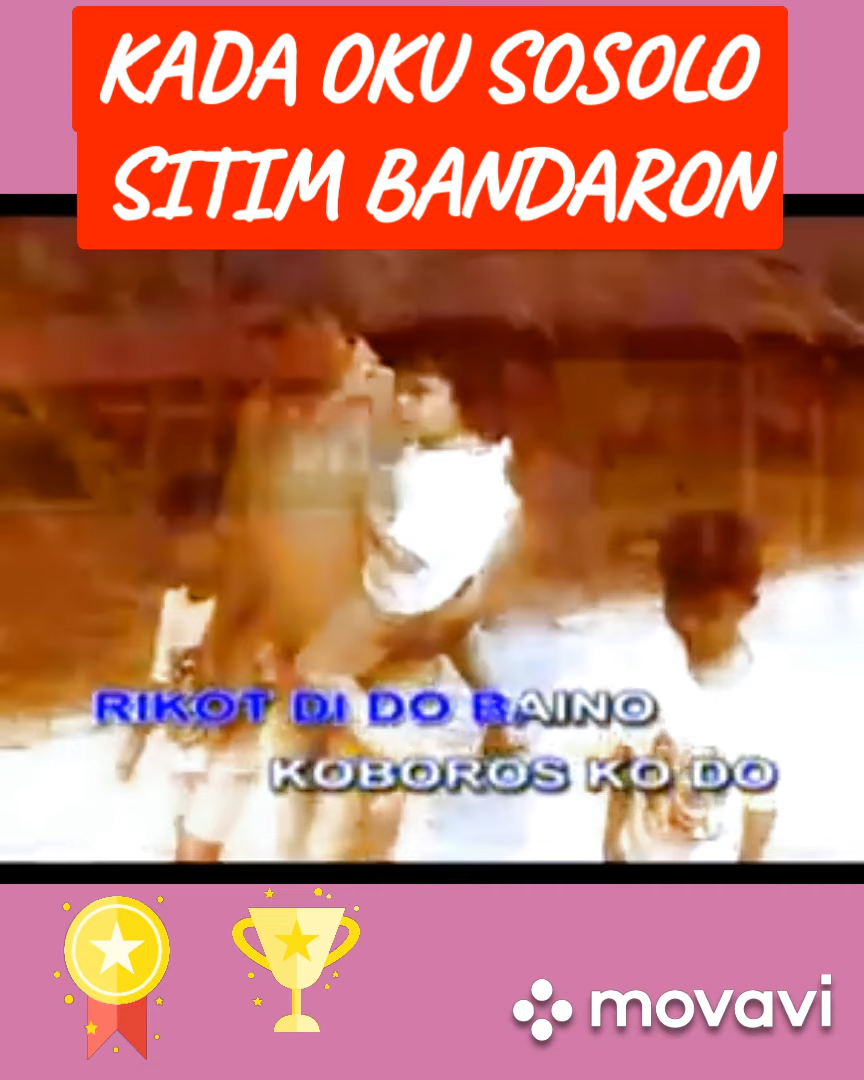 KADA OKU SOSOLO
SITIM BANDARON
RIKOT DI DO BAINO
KOBOROS KO DO
movavi